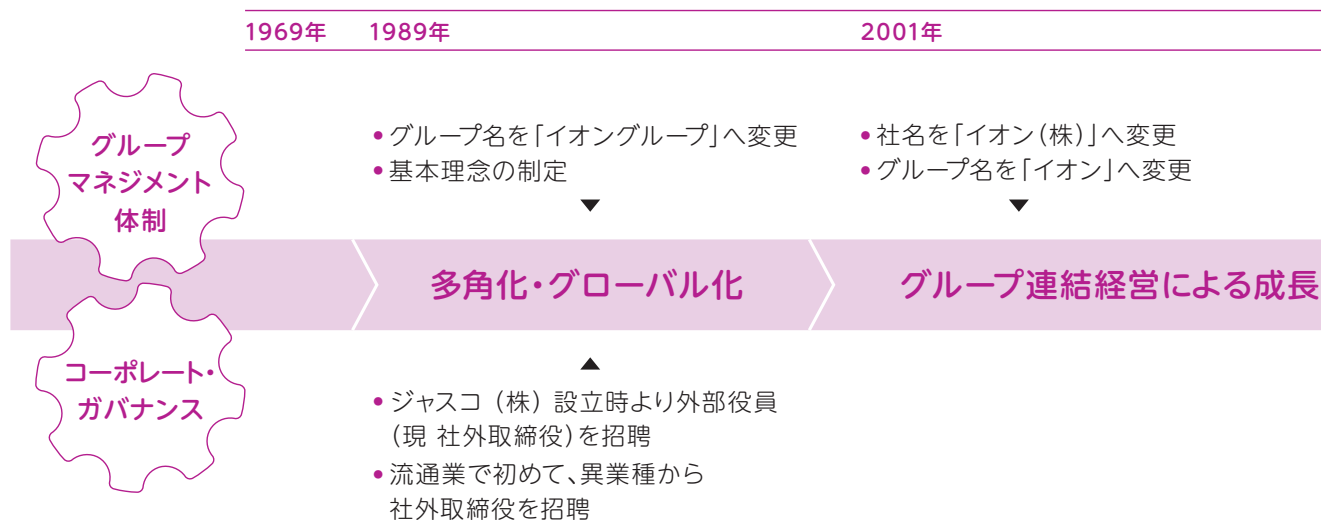 1969年 1989年 2001年
グループ
マネジメント
体制
•グループ名を「イオングループ」へ変更
•基本理念の制定
▼
•社名を「イオン（株）」へ変更
•グループ名を「イオン」へ変更
▼
多角化・グローバル化
グループ連結経営による成長
コーポレート・
ガバナンス
▲
•ジャスコ（株）設立時より外部役員
（現 社外取締役）を招聘
•流通業で初めて、異業種から
社外取締役を招聘